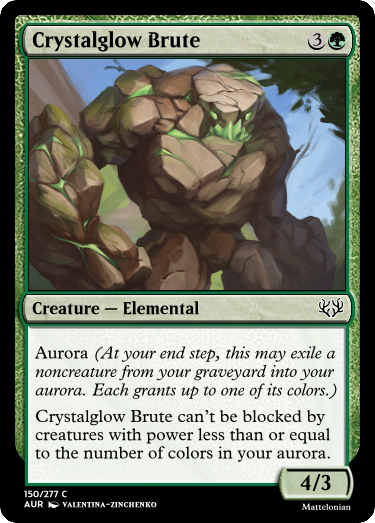 Crystalglow Brute 3
Creature — Elemental
Aurora (At your end step, this may exile a
noncreature from your graveyard into your
aurora. Each grants up to one of its colors.)
Crystalglow Brute can't be blocked by
creatures with power less than or equal
to the number of colors in your aurora.
4/3
150/277 C
AUR VALENTINA-ZINCHENKO
Mattelonian